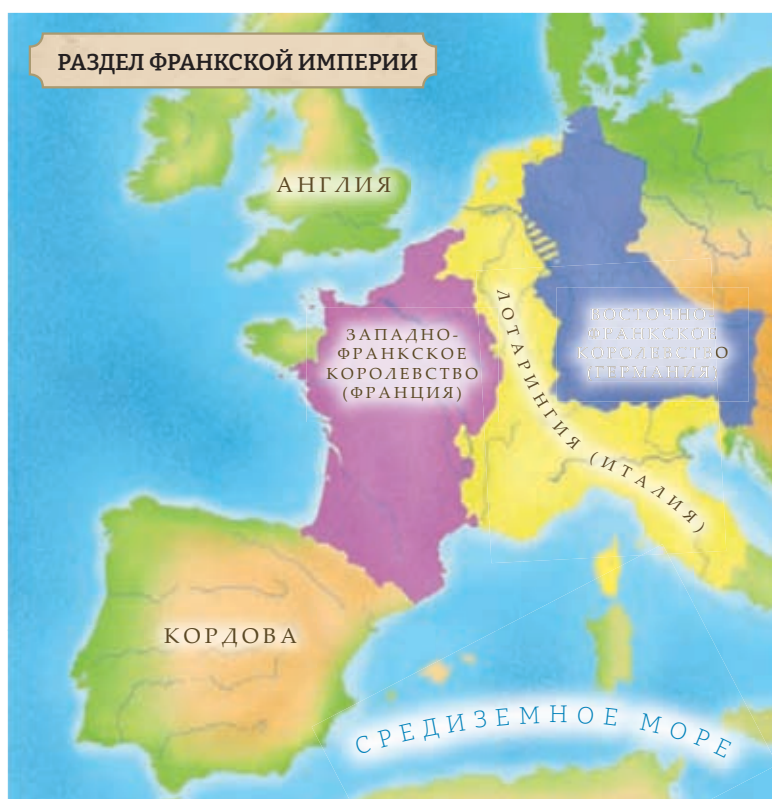 РАЗДЕЛ ФРАНКСКОЙ ИМПЕРИИ
АНГЛИЯ
ЗАПАДНО-
ФРАНКСКОЕ
КОРОЛЕВСТВО
(ФРАНЦИЯ)
ЛОТАРИНГИЯ (ИТАЛИЯ)
ВОСТОЧНО-
ФРАНКСКОЕ
КОРОЛЕВСТВО
(ГЕРМАНИЯ)
КОРДОВА
СРЕДИЗЕМНОЕ МОРЕ